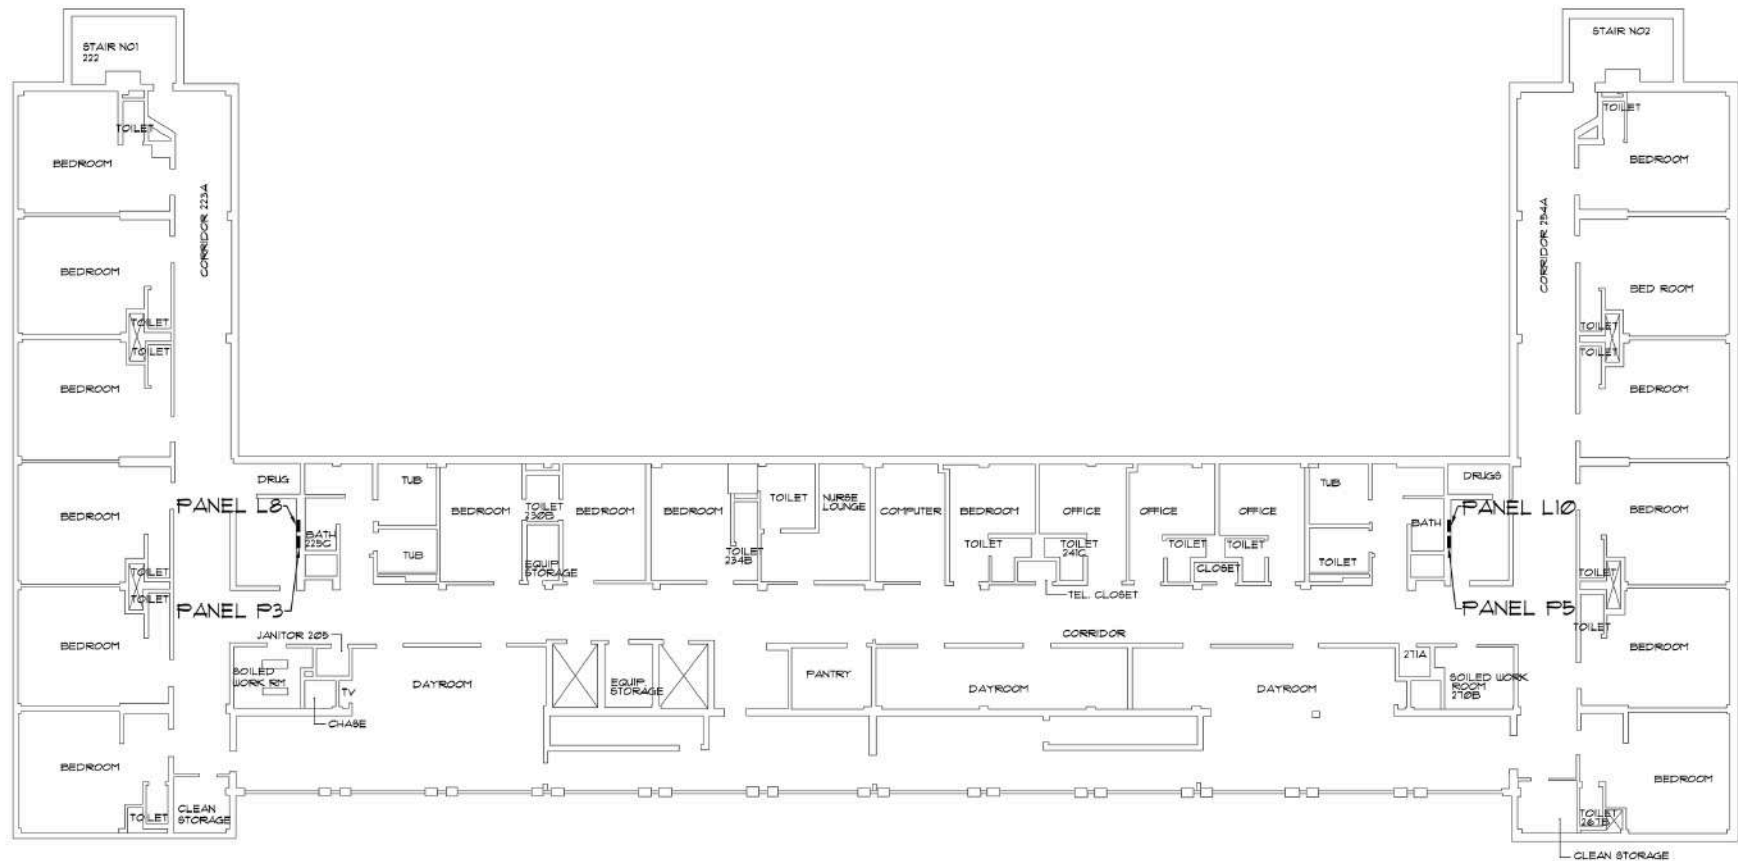 STAIR NO1
222
STAIR NO2
TOILET
TOILET
BEDROOM
BEDROOM
CORRIDOR 223A
CORRIDOR 254A
BEDROOM
BED ROOM
TOILET
TOILET
TOILET
TOILET
BEDROOM
BEDROOM
DRUG
TUB
TUB
DRUGS
PANEL L8
BEDROOM
TOILET
230B
BEDROOM
BEDROOM
TOILET
NURSE
LOUNGE
COMPUTER
BEDROOM
OFFICE
OFFICE
OFFICE
PANEL L10
BEDROOM
BEDROOM
BATH
225C
BATH
TUB
EQUIP
STORAGE
TOILET
234B
TOILET
TOILET
241C
TOILET
TOILET
CLOSET
TOILET
TOILET
TOILET
TOILET
TOILET
TEL. CLOSET
PANEL P3
PANEL P5
JANITOR 205
CORRIDOR
BEDROOM
BEDROOM
SOILED
WORK RM
DAYROOM
TV
EQUIP
STORAGE
PANTRY
DAYROOM
DAYROOM
271A
SOILED WORK
ROOM
270B
CHASE
BEDROOM
BEDROOM
TOILET
CLEAN
STORAGE
TOILET
267B
CLEAN STORAGE